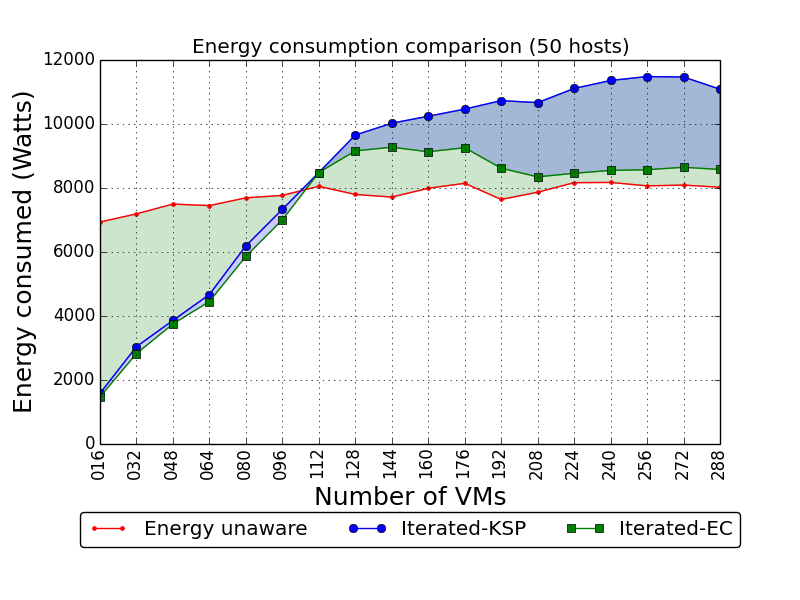 Energy consumption comparison (50 hosts)
12000
10000
8000
6000
4000
2000
0
Energy consumed (Watts)
016 032 048 064 080 096 112 128 144 160 176 192 208 224 240 256 272 288
Number of VMs
Energy unaware Iterated-KSP Iterated-EC